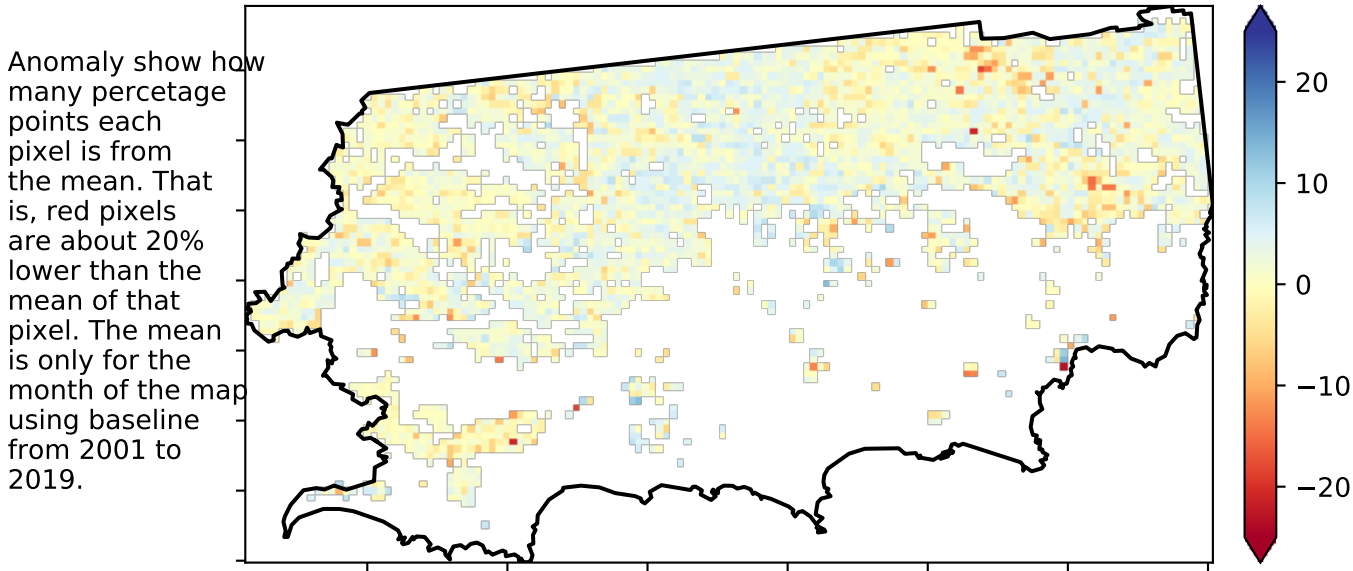 Anomaly show how
many percetage
points each
pixel is from
the mean. That
is, red pixels
are about 20%
lower than the
mean of that
pixel. The mean
is only for the
month of the map
using baseline
from 2001 to
2019.
20
10
0
−10
−20